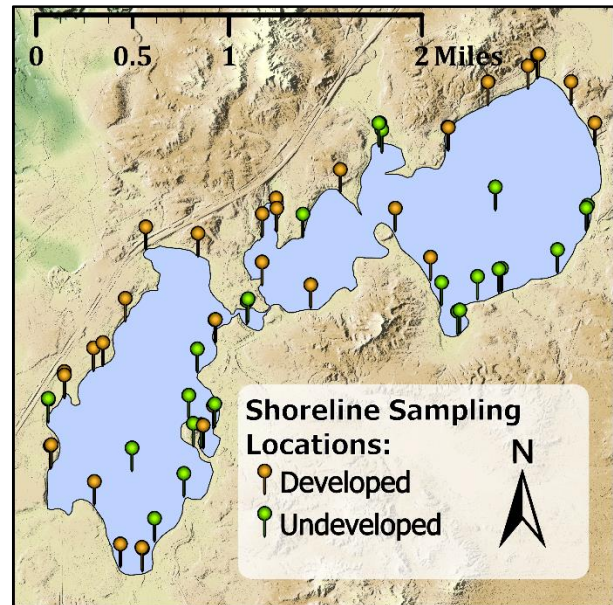 0 0.5 1 2 Miles
Shoreline Sampling
Locations:
N
Developed
Undeveloped